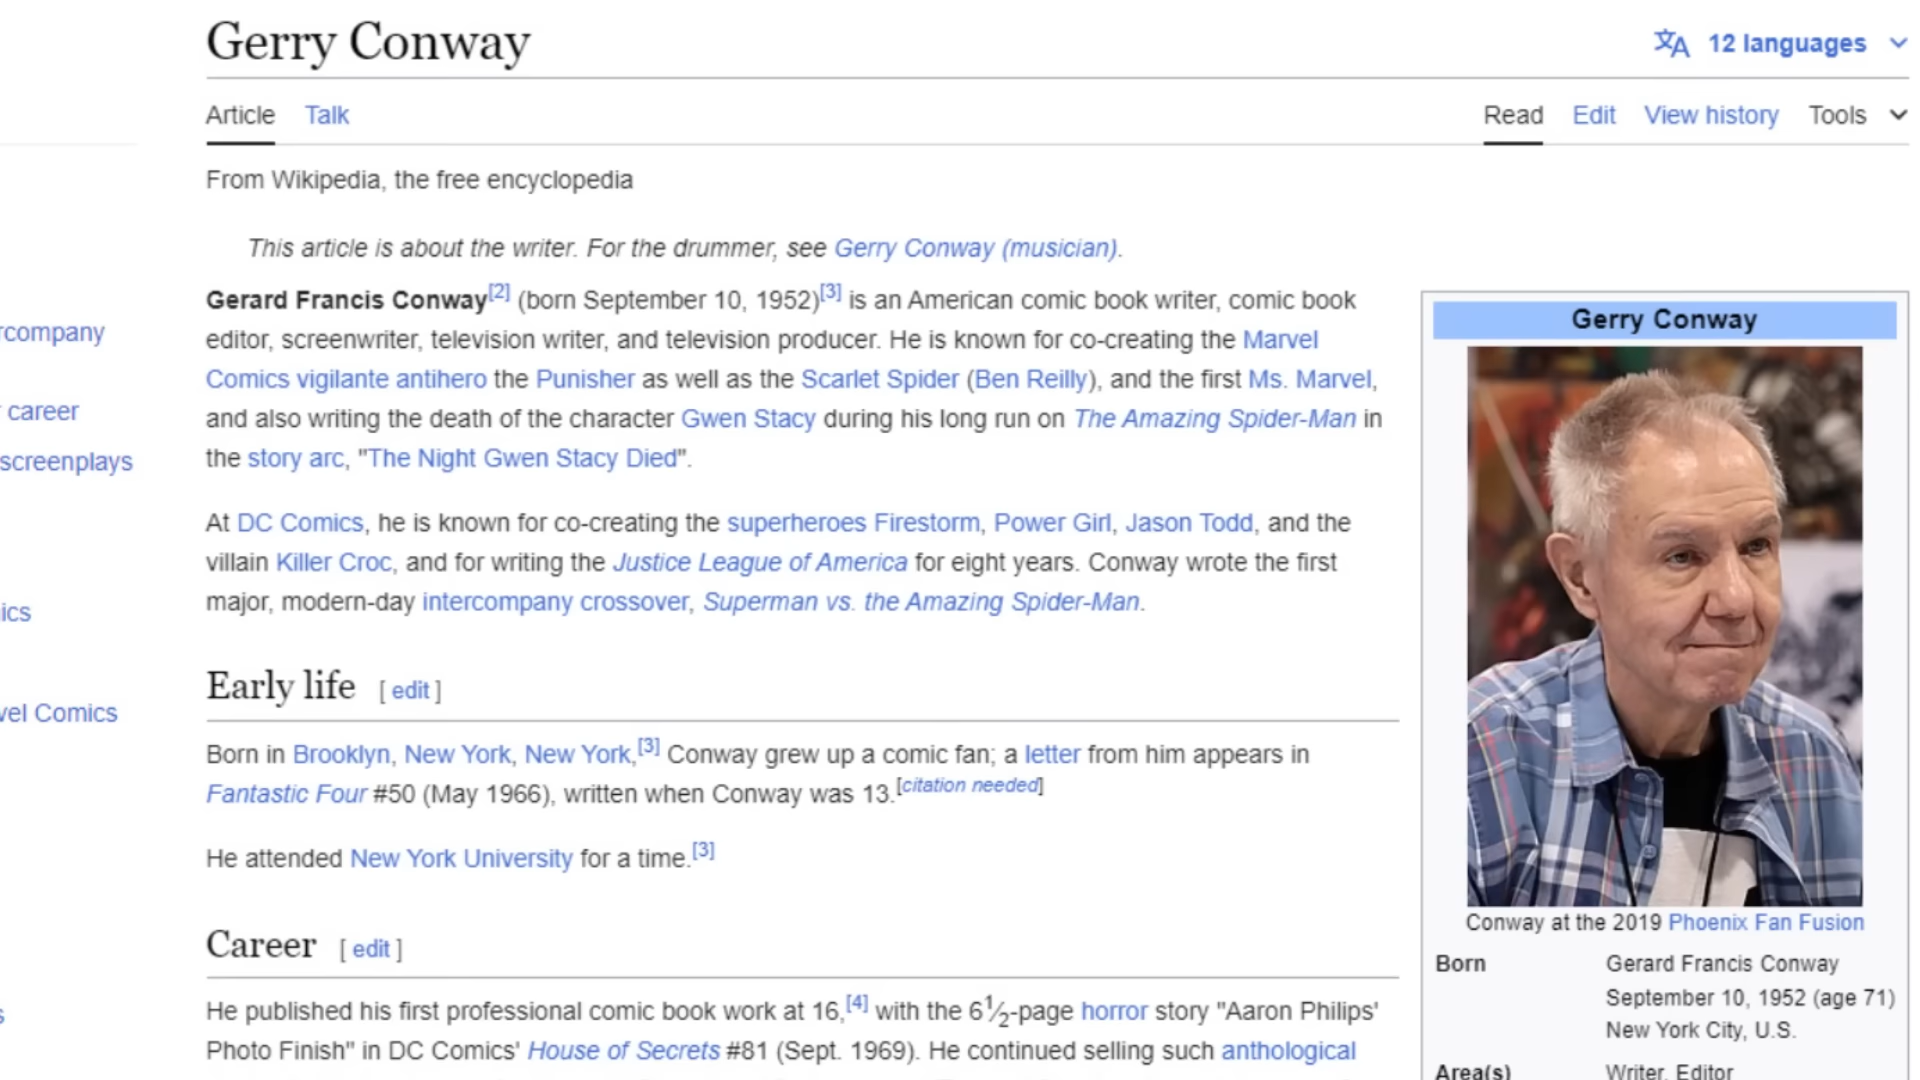 Gerry Conway
12 languages
Article Talk
Read Edit View history Tools
From Wikipedia, the free encyclopedia
This article is about the writer. For the drummer, see Gerry Conway (musician).
Gerard Francis Conway[2] (born September 10, 1952)[3] is an American comic book writer, comic book
editor, screenwriter, television writer, and television producer. He is known for co-creating the Marvel
Comics vigilante antihero the Punisher as well as the Scarlet Spider (Ben Reilly), and the first Ms. Marvel,
and also writing the death of the character Gwen Stacy during his long run on The Amazing Spider-Man in
the story arc, "The Night Gwen Stacy Died".
At DC Comics, he is known for co-creating the superheroes Firestorm, Power Girl, Jason Todd, and the
villain Killer Croc, and for writing the Justice League of America for eight years. Conway wrote the first
major, modern-day intercompany crossover, Superman vs. the Amazing Spider-Man.
Early life [ edit ]
Born in Brooklyn, New York, New York,[3] Conway grew up a comic fan; a letter from him appears in
Fantastic Four #50 (May 1966), written when Conway was 13.[citation needed]
He attended New York University for a time.[3]
Career [ edit ]
He published his first professional comic book work at 16,[4] with the 6½-page horror story "Aaron Philips'
Photo Finish" in DC Comics' House of Secrets #81 (Sept. 1969). He continued selling such anthological
Gerry Conway
Conway at the 2019 Phoenix Fan Fusion
Born Gerard Francis Conway
September 10, 1952 (age 71)
New York City, U.S.
Area(s) Writer, Editor
rcompany
career
screenplays
ics
vel Comics
s